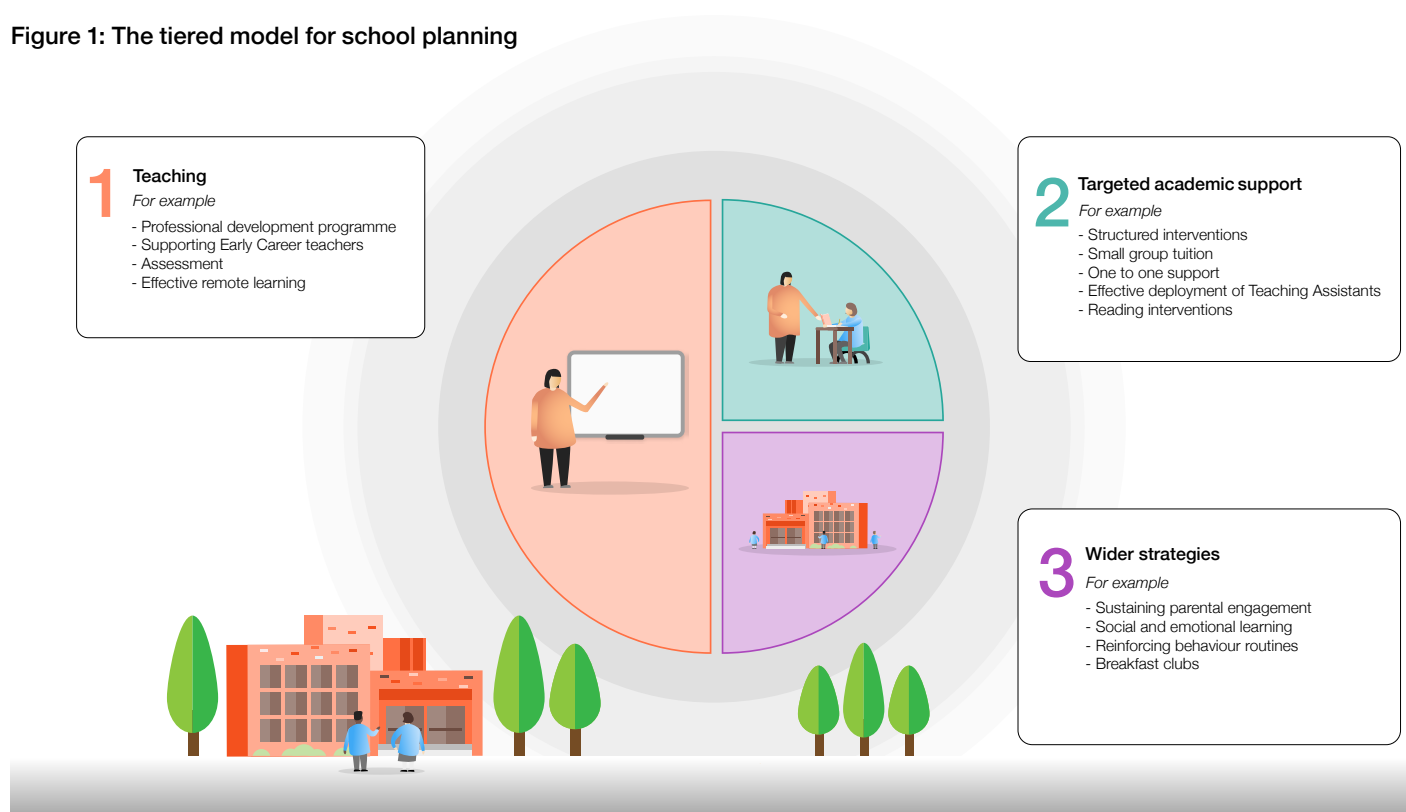 Figure 1: The tiered model for school planning
1
Teaching
For example
- Professional development programme
- Supporting Early Career teachers
- Assessment
- Effective remote learning
2
Targeted academic support
For example
- Structured interventions
- Small group tuition
- One to one support
- Effective deployment of Teaching Assistants
- Reading interventions
3
Wider strategies
For example
- Sustaining parental engagement
- Social and emotional learning
- Reinforcing behaviour routines
- Breakfast clubs